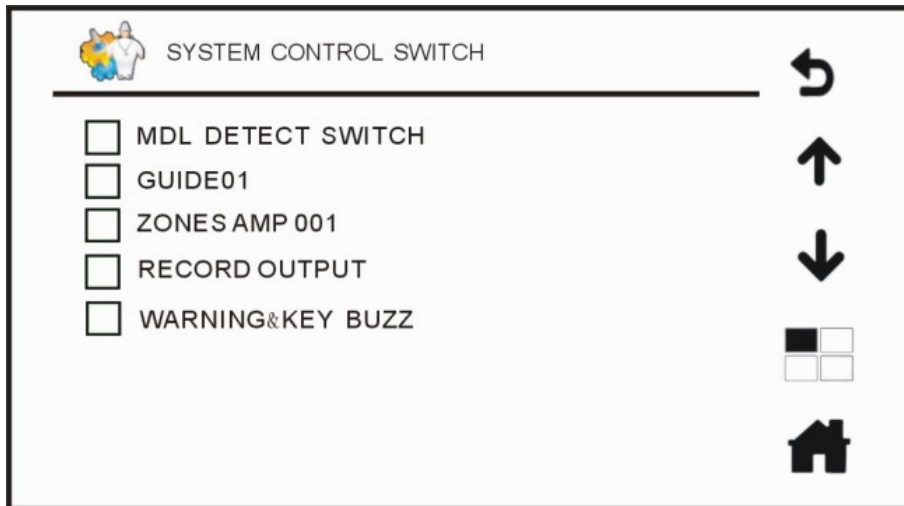 SYSTEM CONTROL SWITCH
MDL DETECT SWITCH
GUIDE01
ZONES AMP 001
RECORD OUTPUT
WARNING&KEY BUZZ